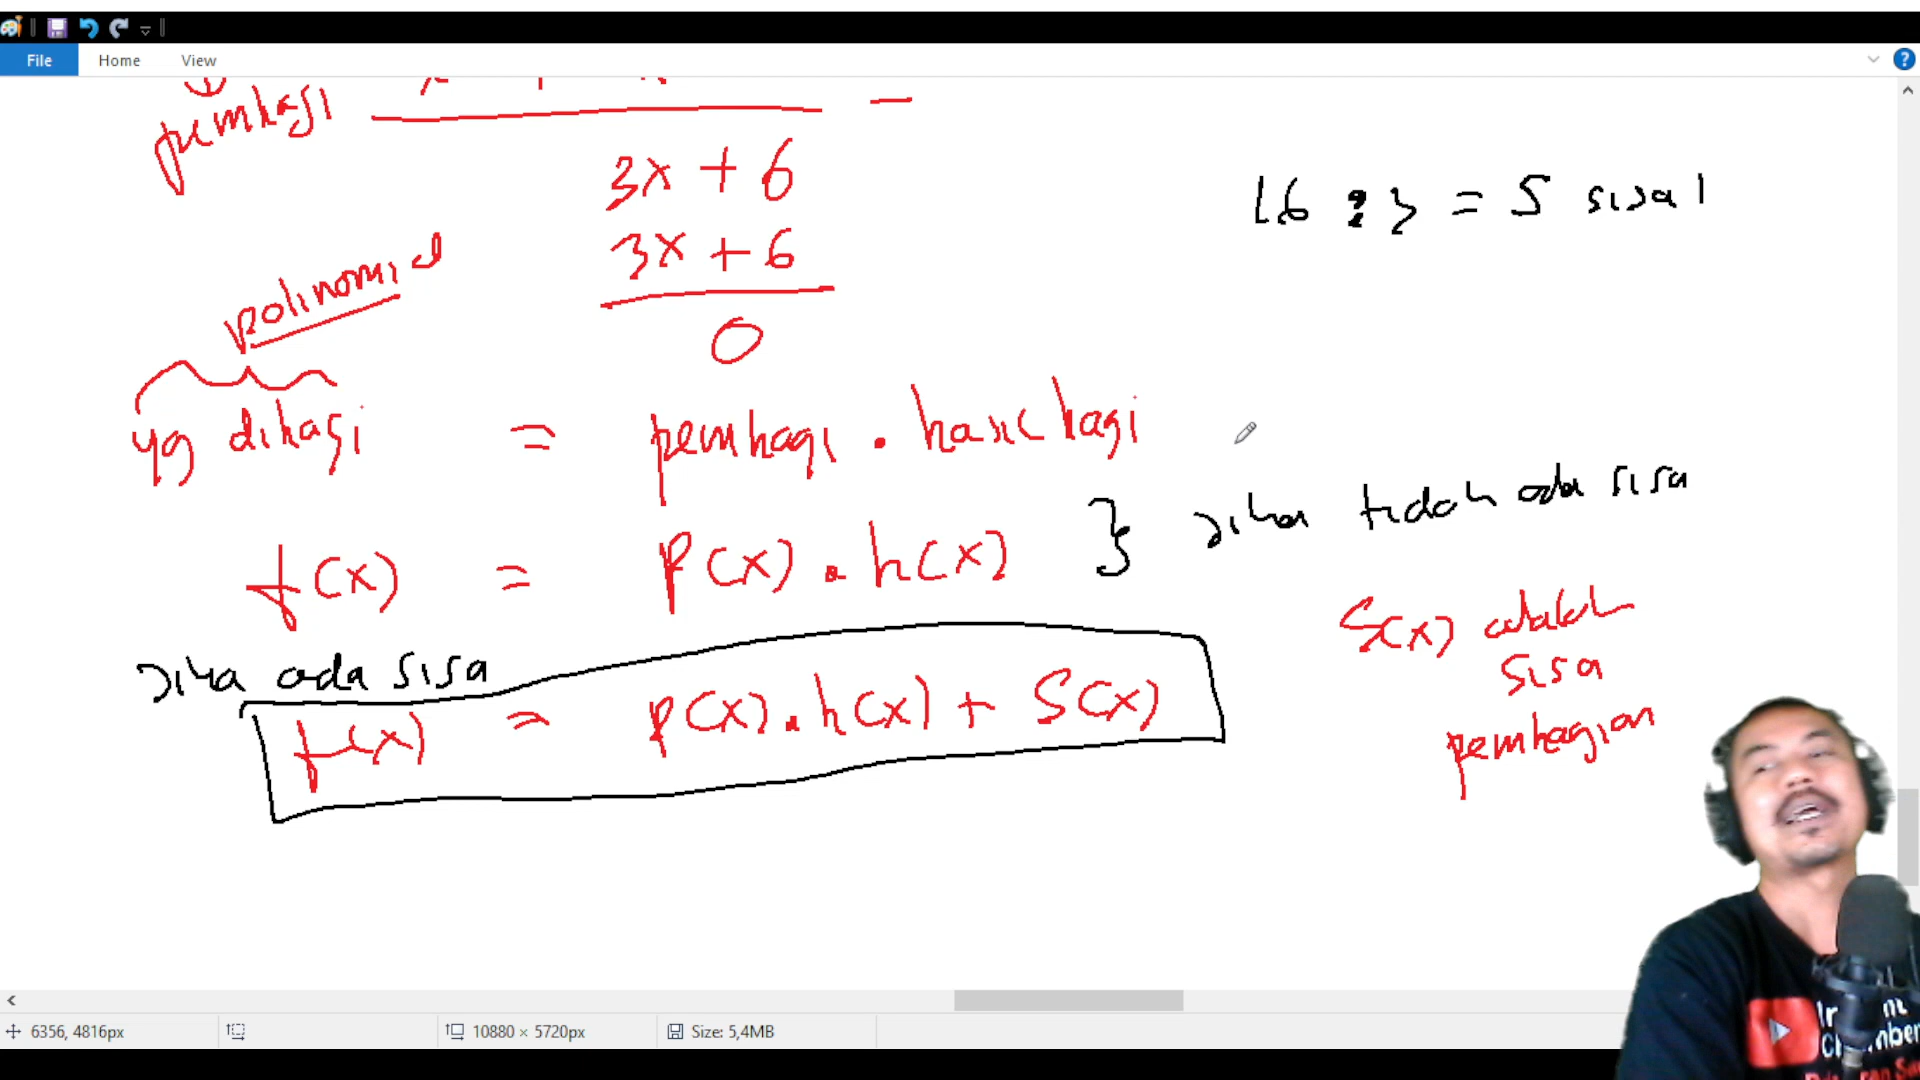 File Home View
pembagi
3x + 6
16 : 3 = 5 sisa 1
3x + 6
polinomial
0
yg dibagi = pembagi . hasil bagi
jika tidak ada sisa
f(x) = p(x) . h(x) }
S(x) adalah
sisa
pembagian
jika ada sisa
f(x) = p(x) . h(x) + S(x)
6356, 4816px
10880 × 5720px
Size: 5,4MB